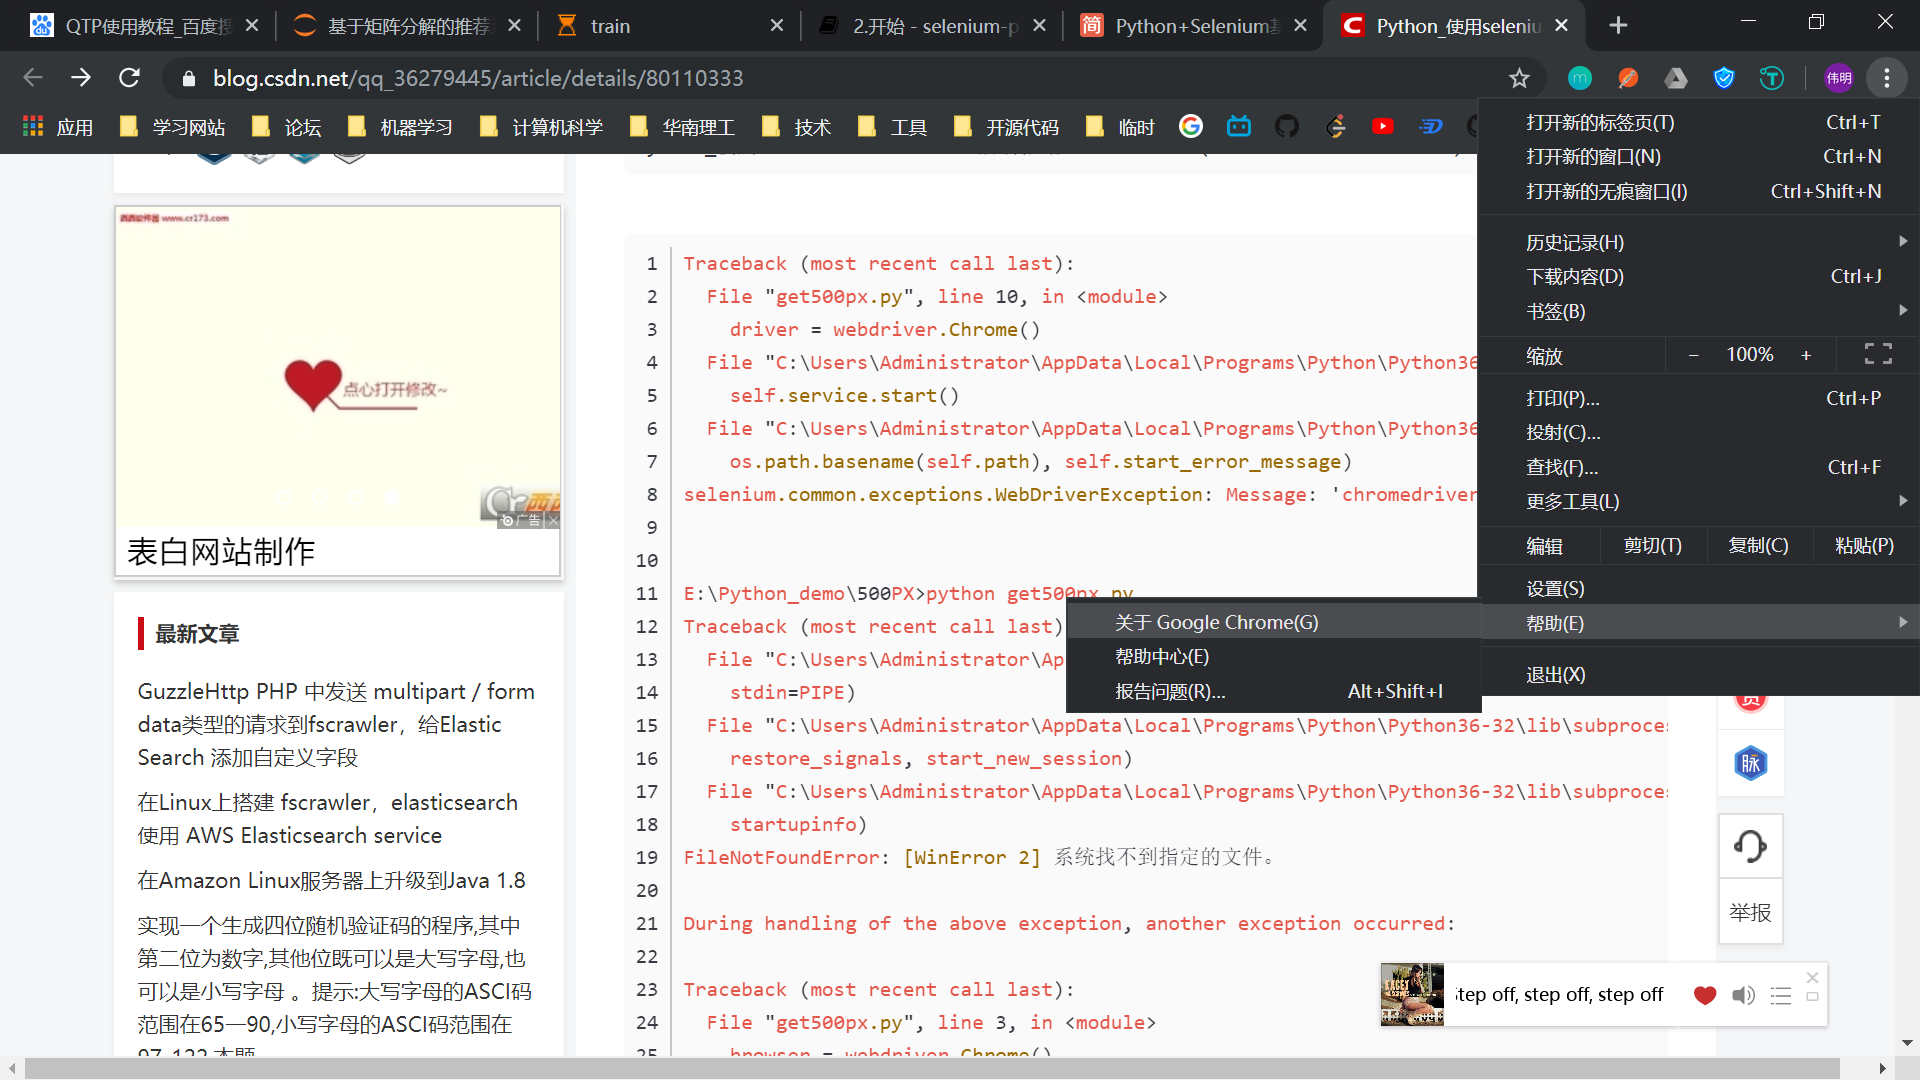 QTP使用教程_百度搜
基于矩阵分解的推荐
train
2.开始 - selenium-p
Python+Selenium基
Python_使用seleniu
blog.csdn.net/qq_36279445/article/details/80110333
伟明
应用
学习网站
论坛
机器学习
计算机科学
华南理工
技术
工具
开源代码
临时
打开新的标签页(T) Ctrl+T
打开新的窗口(N) Ctrl+N
打开新的无痕窗口(I) Ctrl+Shift+N
历史记录(H)
下载内容(D) Ctrl+J
书签(B)
缩放 − 100% +
打印(P)... Ctrl+P
投射(C)...
查找(F)... Ctrl+F
更多工具(L)
编辑 剪切(T) 复制(C) 粘贴(P)
设置(S)
帮助(E)
退出(X)
关于 Google Chrome(G)
帮助中心(E)
报告问题(R)... Alt+Shift+I
西西软件园 www.cr173.com
点心打开修改~
广告
表白网站制作
最新文章
GuzzleHttp PHP 中发送 multipart / form
data类型的请求到fscrawler，给Elastic
Search 添加自定义字段
在Linux上搭建 fscrawler，elasticsearch
使用 AWS Elasticsearch service
在Amazon Linux服务器上升级到Java 1.8
实现一个生成四位随机验证码的程序,其中
第二位为数字,其他位既可以是大写字母,也
可以是小写字母 。提示:大写字母的ASCI码
范围在65—90,小写字母的ASCI码范围在
1 Traceback (most recent call last):
2 File "get500px.py", line 10, in <module>
3 driver = webdriver.Chrome()
4 File "C:\Users\Administrator\AppData\Local\Programs\Python\Python36
5 self.service.start()
6 File "C:\Users\Administrator\AppData\Local\Programs\Python\Python36
7 os.path.basename(self.path), self.start_error_message)
8 selenium.common.exceptions.WebDriverException: Message: 'chromedriver
9
10
11 E:\Python_demo\500PX>python get500px.py
12 Traceback (most recent call last)
13 File "C:\Users\Administrator\Ap
14 stdin=PIPE)
15 File "C:\Users\Administrator\AppData\Local\Programs\Python\Python36-32\lib\subproces
16 restore_signals, start_new_session)
17 File "C:\Users\Administrator\AppData\Local\Programs\Python\Python36-32\lib\subproces
18 startupinfo)
19 FileNotFoundError: [WinError 2] 系统找不到指定的文件。
20
21 During handling of the above exception, another exception occurred:
22
23 Traceback (most recent call last):
24 File "get500px.py", line 3, in <module>
25 browser = webdriver.Chrome()
脉
举报
Step off, step off, step off